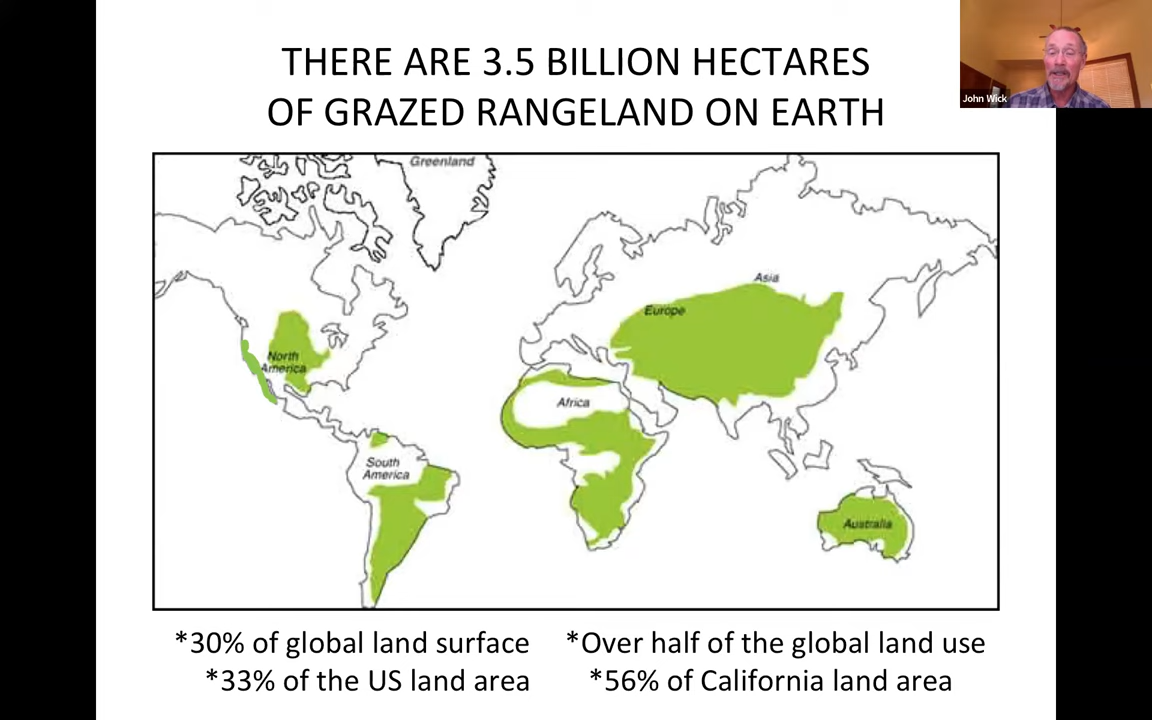 THERE ARE 3.5 BILLION HECTARES
OF GRAZED RANGELAND ON EARTH
John Wick
Greenland
Asia
Europe
North
America
Africa
South
America
Australia
*30% of global land surface
*Over half of the global land use
*33% of the US land area
*56% of California land area